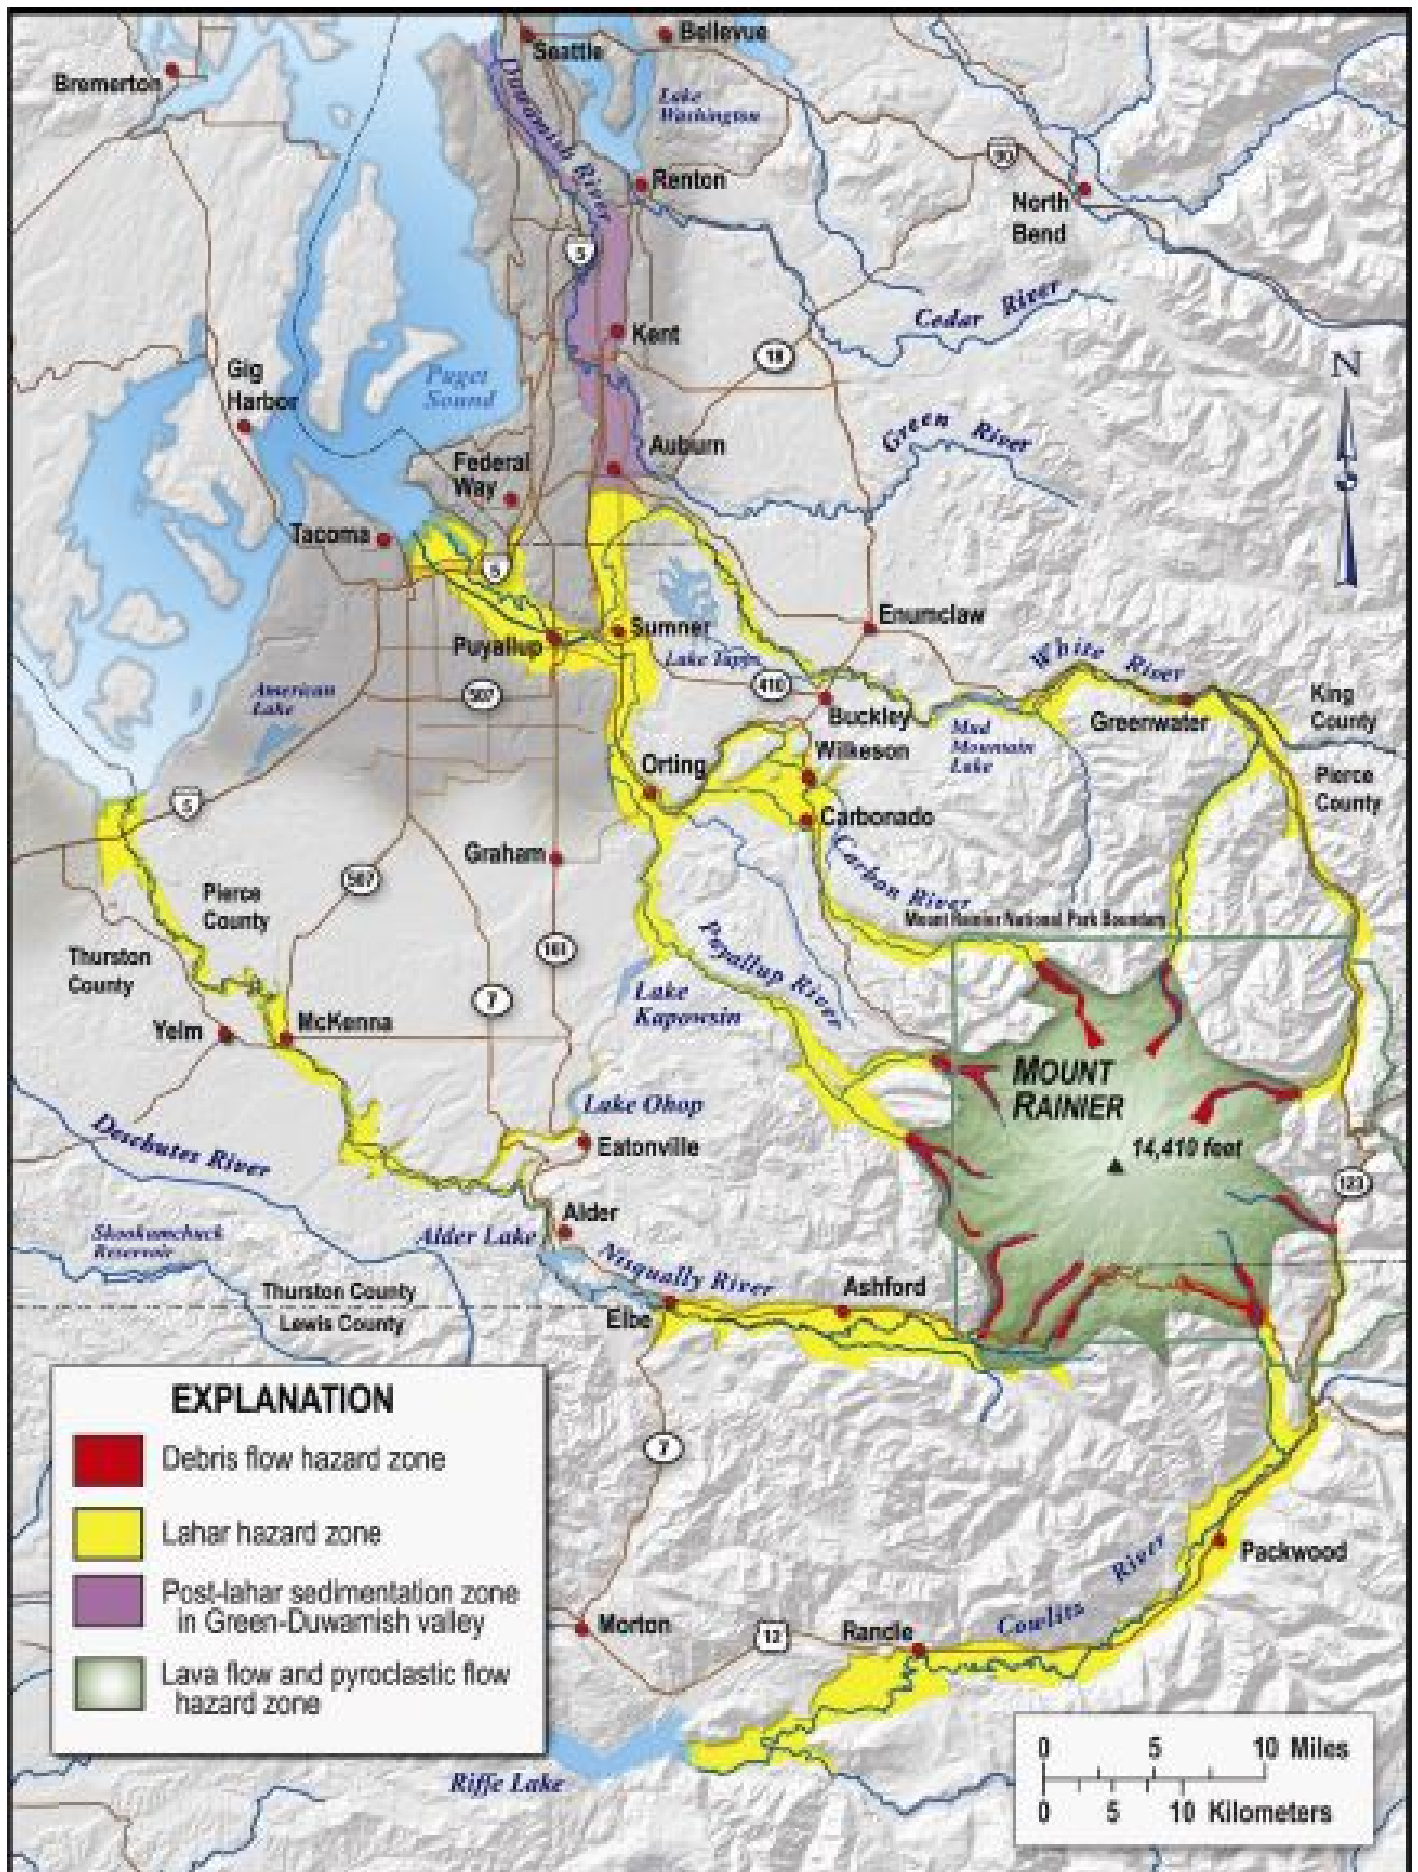 Seattle
Bellevue
Bremerton
Duwamish River
Lake
Washington
Renton
90
North
Bend
5
Cedar River
Kent
18
N
Gig
Harbor
Puget
Sound
Green River
Auburn
Federal
Way
Tacoma
5
Enumclaw
Sumner
Puyallup
Lake Tapps
White River
410
American
Lake
507
Buckley
Greenwater
King
County
Mud
Mountain
Lake
Wilkeson
Orting
Pierce
County
5
Carbonado
Graham
Carbon River
507
Pierce
County
Mount Rainier National Park Boundary
Puyallup River
161
Thurston
County
Lake
Kapowsin
7
Yelm
McKenna
MOUNT
RAINIER
Lake Ohop
Deschutes River
Eatonville
14,410 feet
123
Alder
Skookumchuck
Reservoir
Alder Lake
Nisqually River
Thurston County
Lewis County
Ashford
Elbe
EXPLANATION
Debris flow hazard zone
Lahar hazard zone
Post-lahar sedimentation zone
in Green-Duwamish valley
Lava flow and pyroclastic flow
hazard zone
7
Packwood
Cowlitz River
Morton
12
Randle
Riffe Lake
0 5 10 Miles
0 5 10 Kilometers